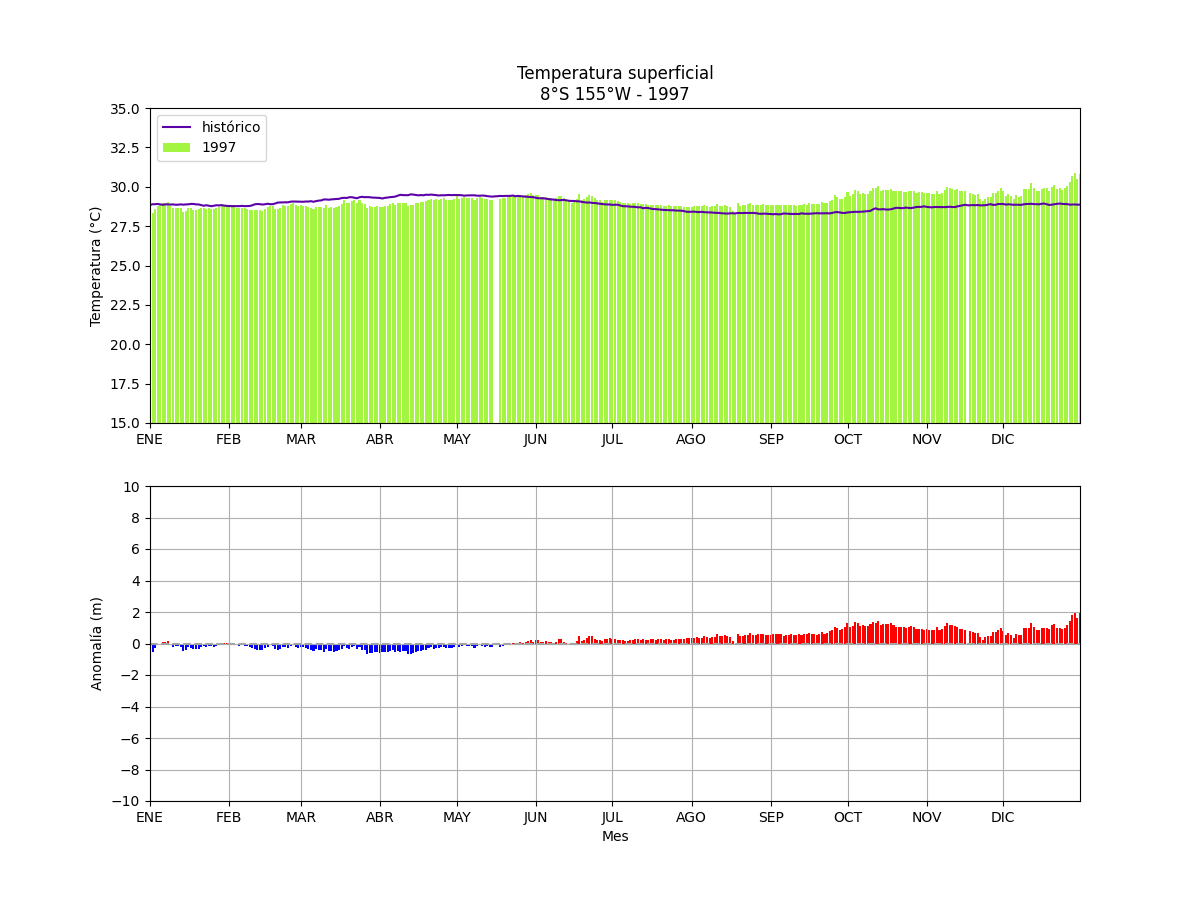 Temperatura superficial
8°S 155°W - 1997
histórico
1997
Temperatura (°C)
35.0
32.5
30.0
27.5
25.0
22.5
20.0
17.5
15.0
ENE FEB MAR ABR MAY JUN JUL AGO SEP OCT NOV DIC
Anomalía (m)
10
8
6
4
2
0
−2
−4
−6
−8
−10
ENE FEB MAR ABR MAY JUN JUL AGO SEP OCT NOV DIC
Mes